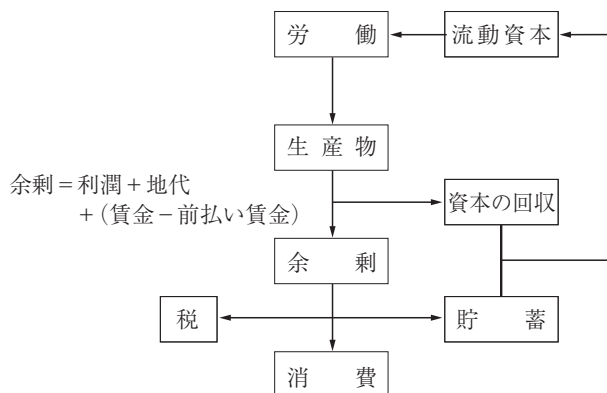 労働
流動資本
生産物
余剰＝利潤＋地代
＋(賃金－前払い賃金)
資本の回収
余剰
税
貯蓄
消費